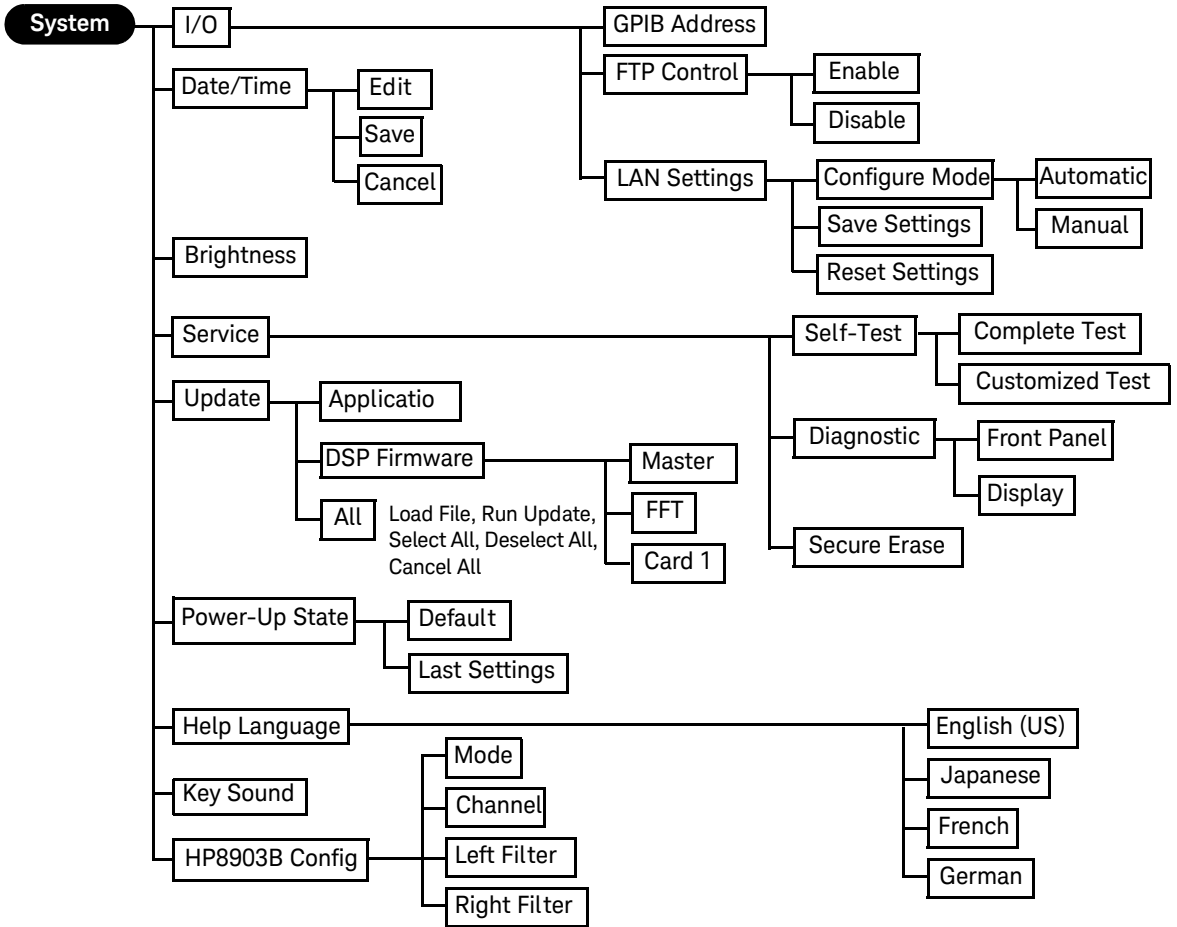 System
I/O
GPIB Address
FTP Control
Enable
Disable
LAN Settings
Configure Mode
Automatic
Manual
Save Settings
Reset Settings
Date/Time
Edit
Save
Cancel
Brightness
Service
Self-Test
Complete Test
Customized Test
Diagnostic
Front Panel
Display
Secure Erase
Update
Applicatio
DSP Firmware
Master
FFT
Card 1
All
Load File, Run Update,
Select All, Deselect All,
Cancel All
Power-Up State
Default
Last Settings
Help Language
English (US)
Japanese
French
German
Key Sound
HP8903B Config
Mode
Channel
Left Filter
Right Filter